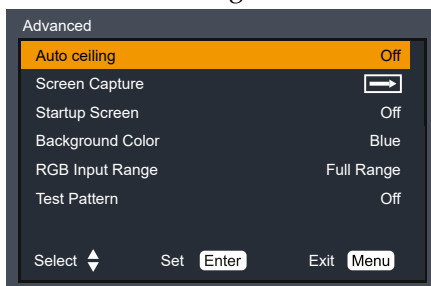 Advanced
Auto ceiling Off
Screen Capture
Startup Screen Off
Background Color Blue
RGB Input Range Full Range
Test Pattern Off
Select Set Enter Exit Menu